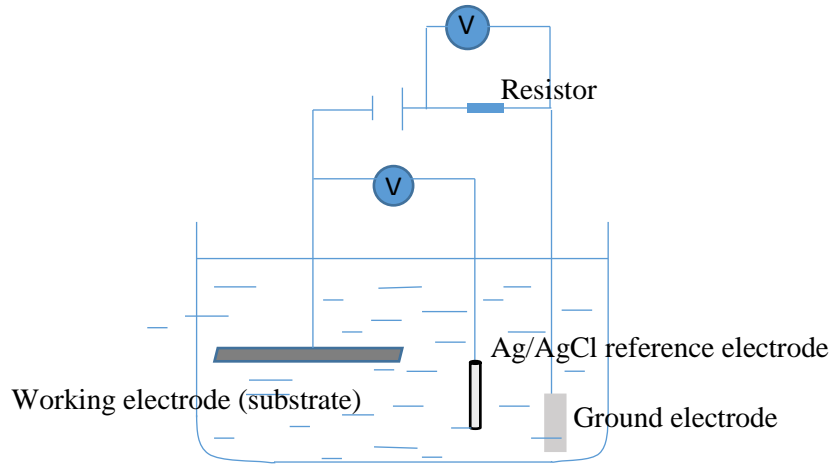 V
Resistor
V
Ag/AgCl reference electrode
Working electrode (substrate)
Ground electrode